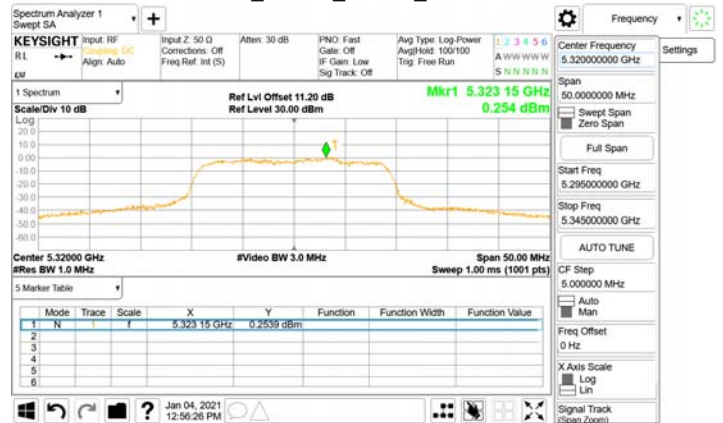 Spectrum Analyzer 1
Swept SA
+
Frequency
KEYSIGHT
RL
Input: RF
Coupling: DC
Align: Auto
Input Z: 50 Ω
Corrections: Off
Freq Ref: Int (S)
Atten: 30 dB
PNO: Fast
Gate: Off
IF Gain: Low
Sig Track: Off
Avg Type: Log-Power
Avg|Hold: 100/100
Trig: Free Run
1 2 3 4 5 6
A W W W W W
S N N N N N
Center Frequency
5.320000000 GHz
Settings
Span
50.0000000 MHz
Swept Span
Zero Span
Full Span
Start Freq
5.295000000 GHz
Stop Freq
5.345000000 GHz
AUTO TUNE
CF Step
5.000000 MHz
Auto
Man
Freq Offset
0 Hz
X Axis Scale
Log
Lin
Signal Track
(Span Zoom)
1 Spectrum
Scale/Div 10 dB
Ref Lvl Offset 11.20 dB
Ref Level 30.00 dBm
Mkr1 5.323 15 GHz
0.254 dBm
Log
20.0
10.0
0.00
-10.0
-20.0
-30.0
-40.0
-50.0
-60.0
1
Center 5.32000 GHz
#Res BW 1.0 MHz
#Video BW 3.0 MHz
Span 50.00 MHz
Sweep 1.00 ms (1001 pts)
5 Marker Table
Mode Trace Scale X Y Function Function Width Function Value
1 N 1 f 5.323 15 GHz 0.2539 dBm
2
3
4
5
6
?
Jan 04, 2021
12:56:26 PM